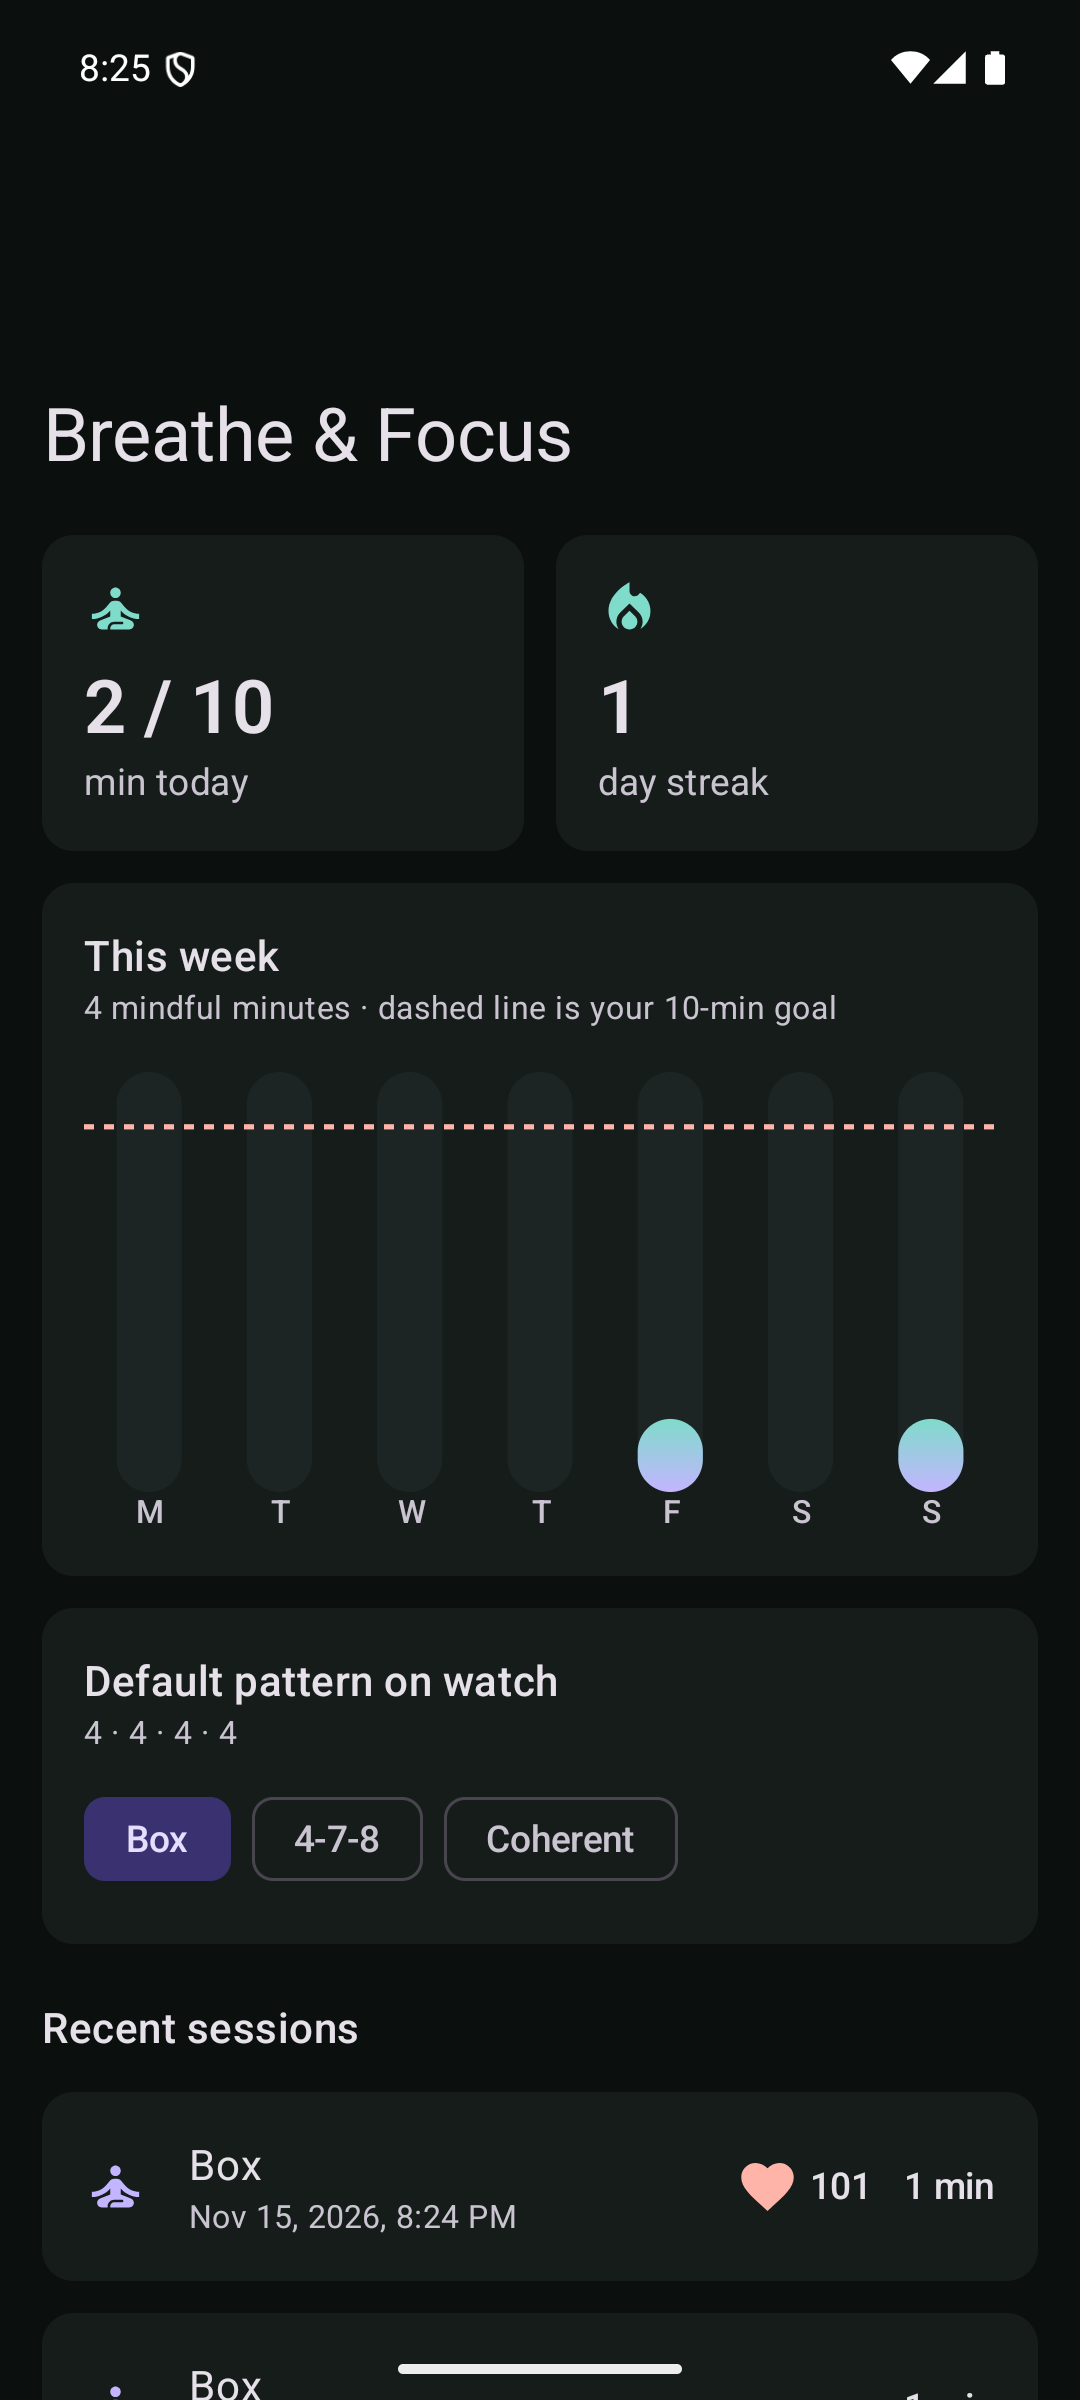 8:25
Breathe & Focus
2 / 10
min today
1
day streak
This week
4 mindful minutes · dashed line is your 10-min goal
M T W T F S S
Default pattern on watch
4 · 4 · 4 · 4
Box 4-7-8 Coherent
Recent sessions
Box
Nov 15, 2026, 8:24 PM
101 1 min
Box